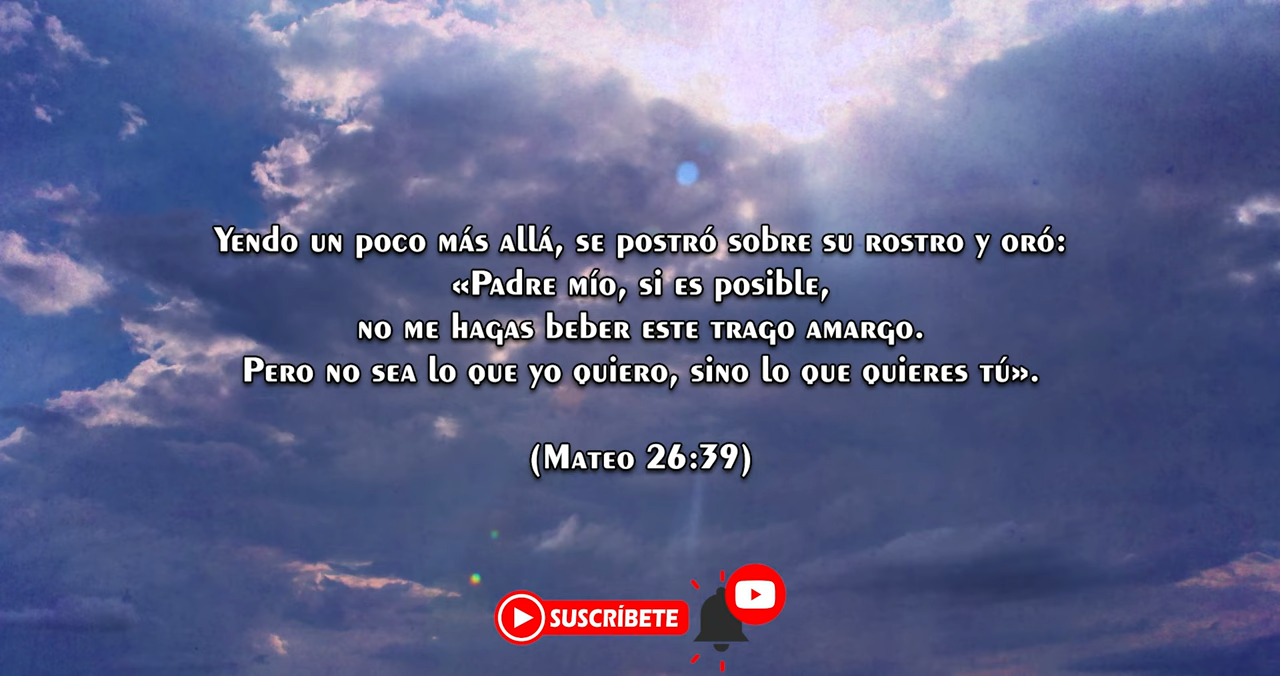 Yendo un poco más allá, se postró sobre su rostro y oró:
«Padre mío, si es posible,
no me hagas beber este trago amargo.
Pero no sea lo que yo quiero, sino lo que quieres tú».
(Mateo 26:39)
SUSCRÍBETE